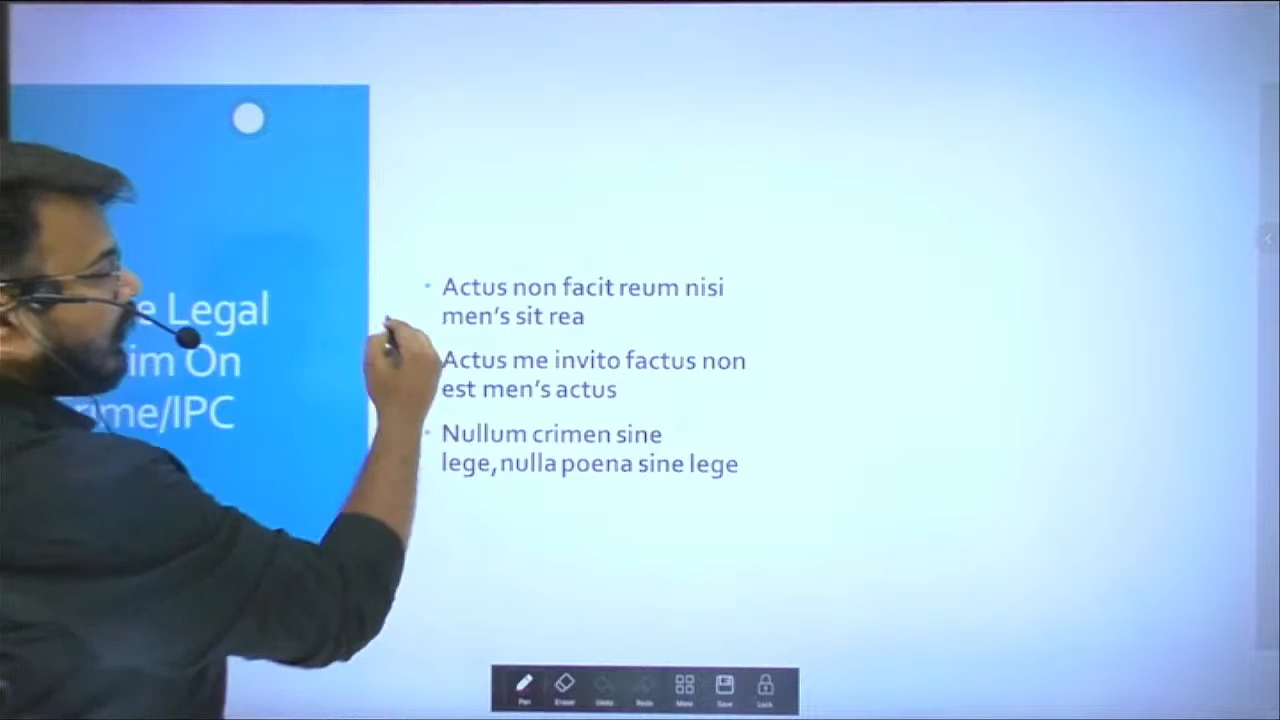 e Legal
im On
rime/IPC
Actus non facit reum nisi
men's sit rea
Actus me invito factus non
est men's actus
Nullum crimen sine
lege,nulla poena sine lege
Pen
Eraser
Undo
Redo
More
Save
Lock